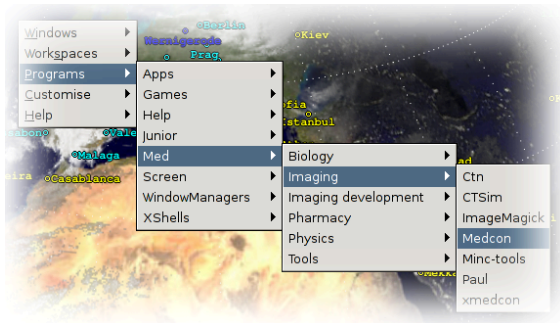 Windows
Workspaces
Programs
Customise
Help
Apps
Games
Help
Junior
Med
Screen
WindowManagers
XShells
Biology
Imaging
Imaging development
Pharmacy
Physics
Tools
Ctn
CTSim
ImageMagick
Medcon
Minc-tools
Paul
xmedcon
Berlin
Kiev
Wernigerode
Prag
Malaga
Casablanca